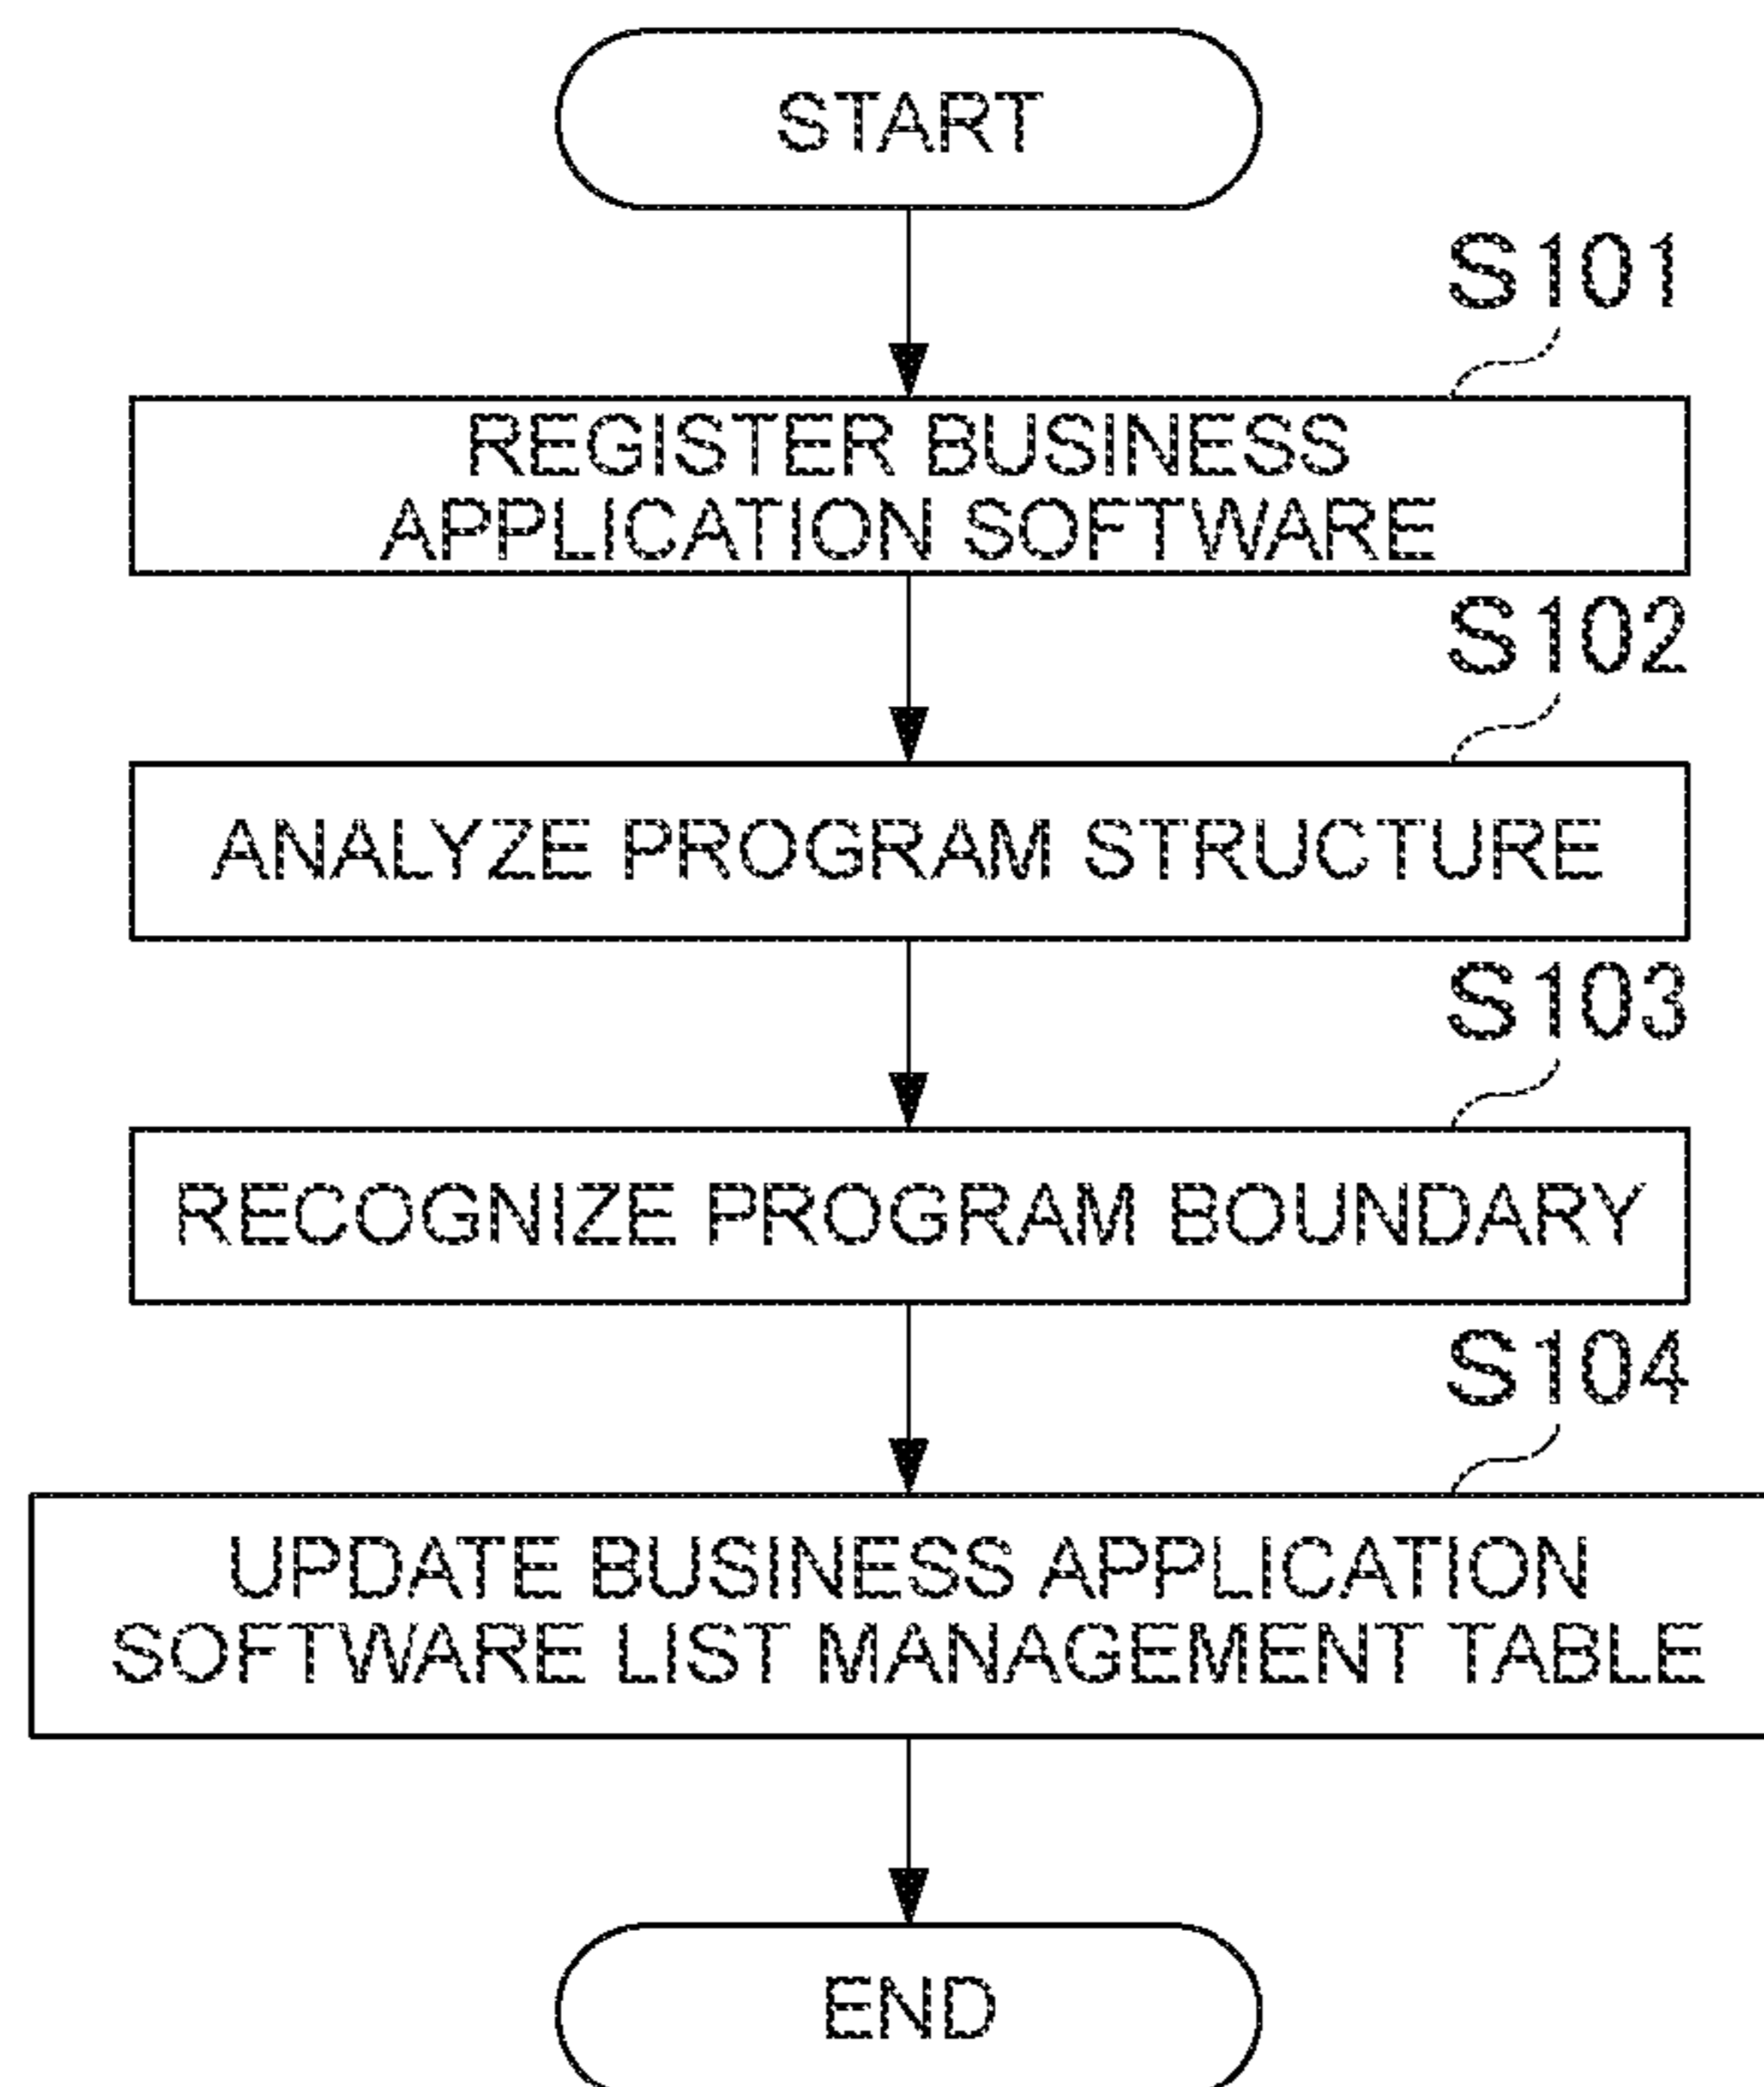 START
S101
REGISTER BUSINESS
APPLICATION SOFTWARE
S102
ANALYZE PROGRAM STRUCTURE
S103
RECOGNIZE PROGRAM BOUNDARY
S104
UPDATE BUSINESS APPLICATION
SOFTWARE LIST MANAGEMENT TABLE
END